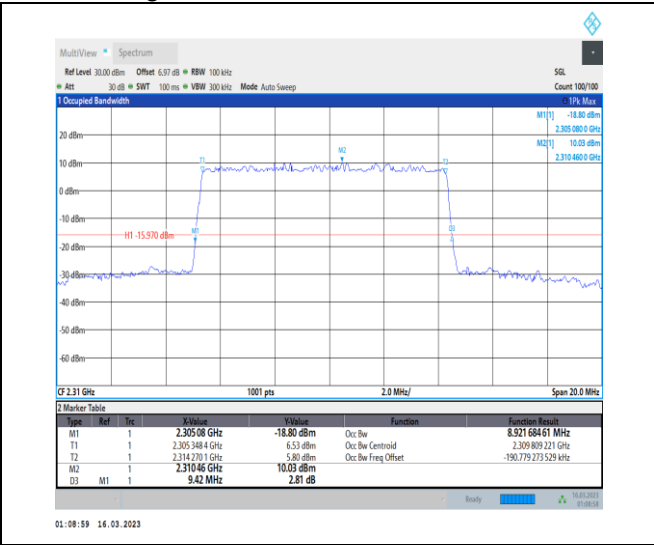 MultiView Spectrum
Ref Level 30.00 dBm Offset 6.97 dB RBW 100 kHz SGL
Att 30 dB SWT 100 ms VBW 300 kHz Mode Auto Sweep Count 100/100
1 Occupied Bandwidth 1Pk Max
M1[1] -18.80 dBm
2.305 080 0 GHz
M2[1] 10.03 dBm
2.310 460 0 GHz
20 dBm
M2
T1 T2
10 dBm
0 dBm
-10 dBm
H1 -15.970 dBm M1 D3
-20 dBm
-30 dBm
-40 dBm
-50 dBm
-60 dBm
CF 2.31 GHz 1001 pts 2.0 MHz/ Span 20.0 MHz
2 Marker Table
Type Ref Trc X-Value Y-Value Function Function Result
M1 1 2.305 08 GHz -18.80 dBm Occ Bw 8.921 684 61 MHz
T1 1 2.305 348 4 GHz 6.53 dBm Occ Bw Centroid 2.309 809 221 GHz
T2 1 2.314 270 1 GHz 5.80 dBm Occ Bw Freq Offset -190.779 273 529 kHz
M2 1 2.310 46 GHz 10.03 dBm
D3 M1 1 9.42 MHz 2.81 dB
Ready 16.03.2023
01:08:58
01:08:59 16.03.2023